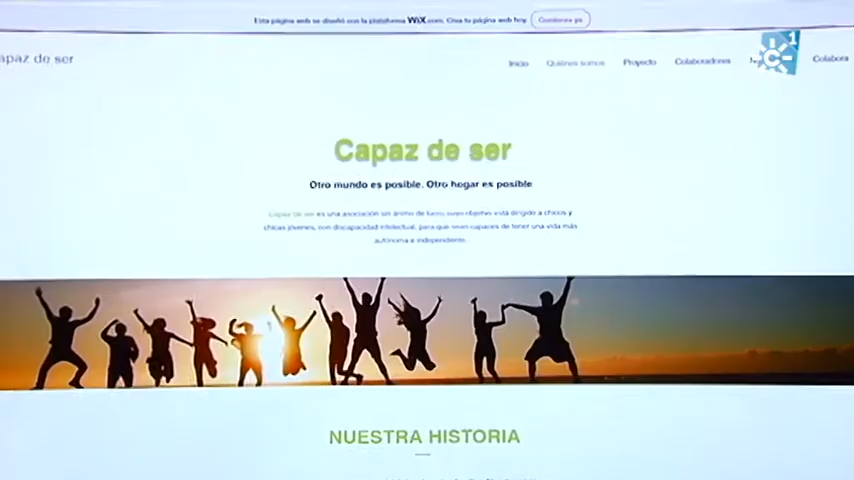 Esta página web se diseñó con la plataforma WiX.com. Crea tu página web hoy. Comienza ya
apaz de ser
Inicio Quiénes somos Proyecto Colaboradores Colabora
1
Capaz de ser
Otro mundo es posible. Otro hogar es posible
Capaz de ser es una asociación sin ánimo de lucro, cuyo objetivo está dirigido a chicos y
chicas jóvenes, con discapacidad intelectual, para que sean capaces de tener una vida más
autónoma e independiente.
NUESTRA HISTORIA